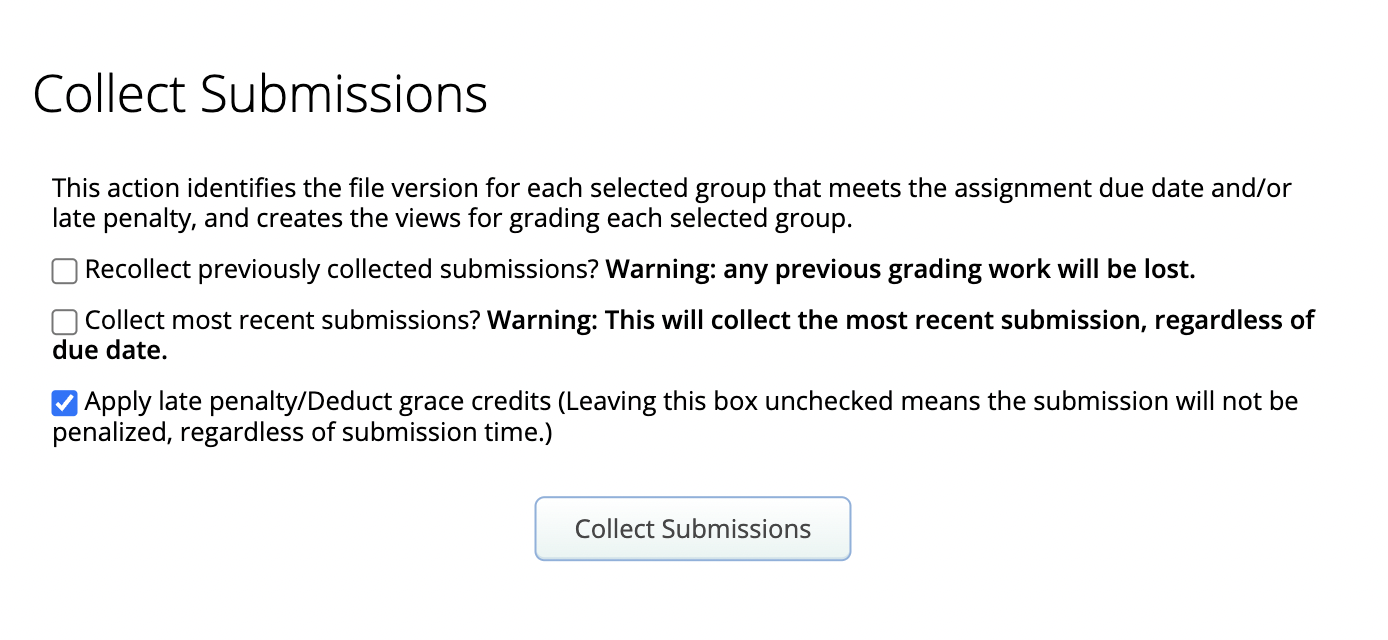 Collect Submissions
This action identifies the file version for each selected group that meets the assignment due date and/or
late penalty, and creates the views for grading each selected group.
Recollect previously collected submissions? Warning: any previous grading work will be lost.
Collect most recent submissions? Warning: This will collect the most recent submission, regardless of
due date.
Apply late penalty/Deduct grace credits (Leaving this box unchecked means the submission will not be
penalized, regardless of submission time.)
Collect Submissions